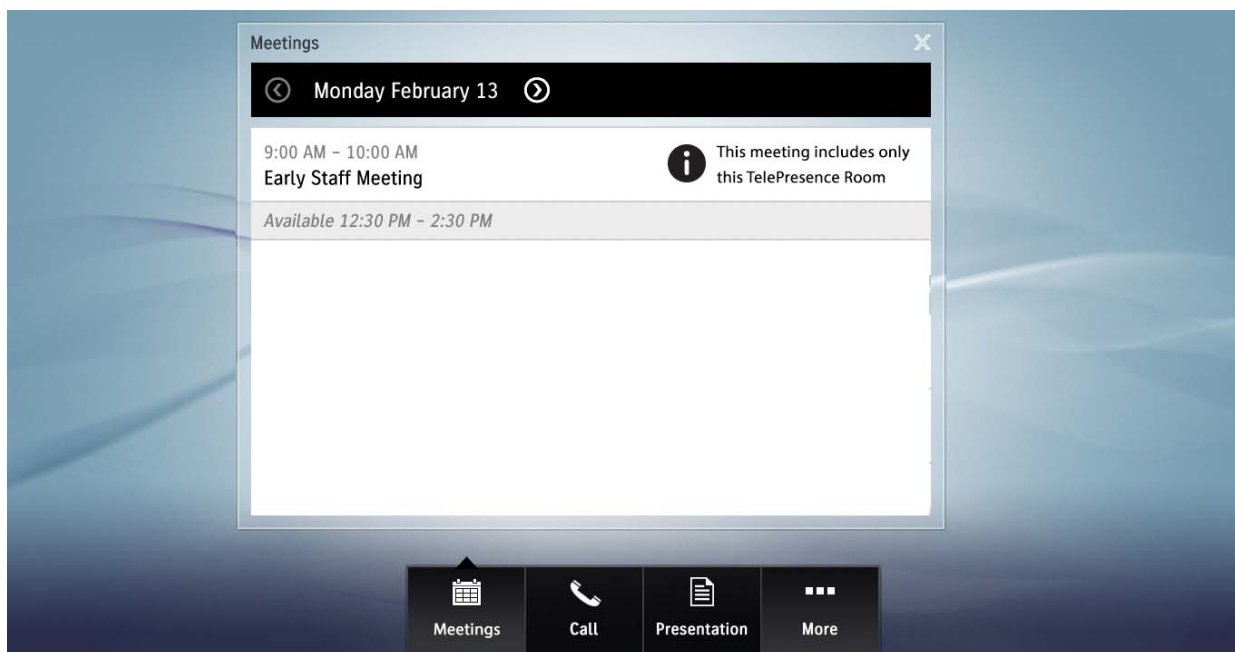 Meetings
Monday February 13
9:00 AM – 10:00 AM
Early Staff Meeting
This meeting includes only
this TelePresence Room
Available 12:30 PM – 2:30 PM
Meetings
Call
Presentation
More